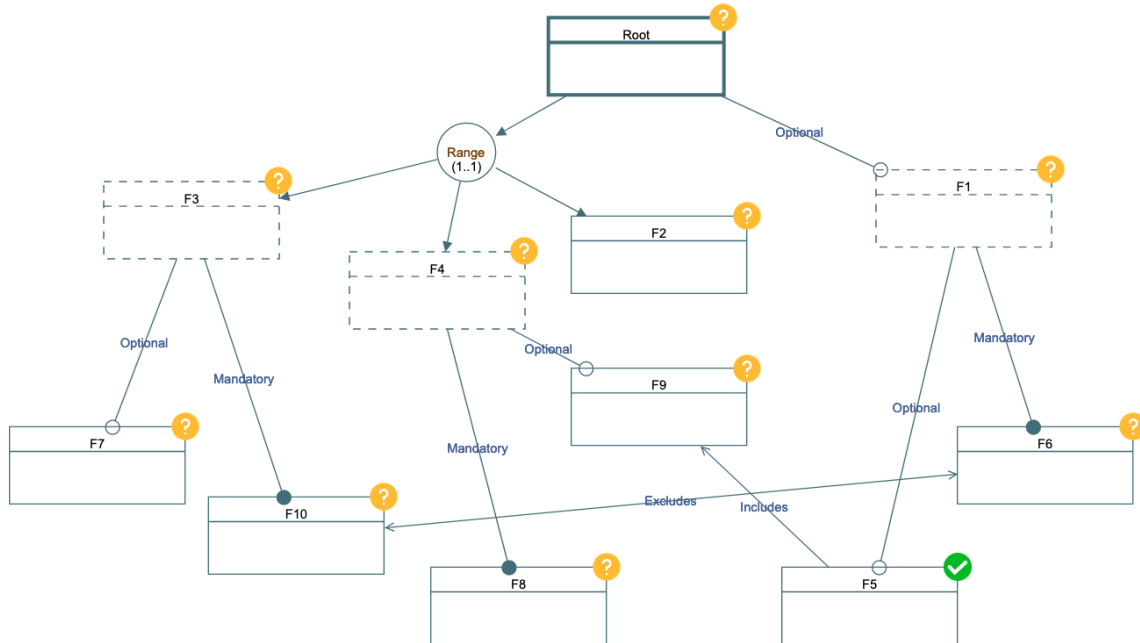 Root
Optional
Range
(1..1)
F3
F1
F2
F4
Optional
Optional
Mandatory
Mandatory
F9
Optional
F7
F6
Mandatory
Excludes
Includes
F10
F8
F5